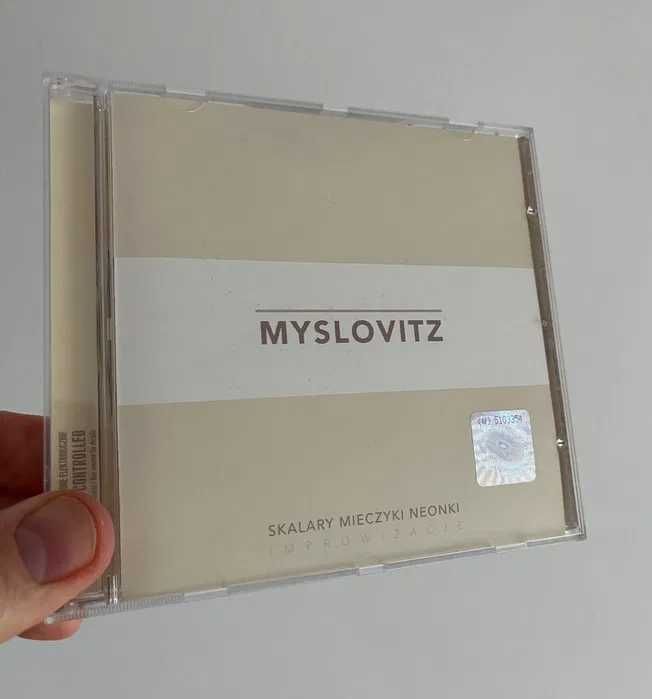 MYSLOVITZ
SKALARY MIECZYKI NEONKI
IMPROWIZACJE
CONTROLLED